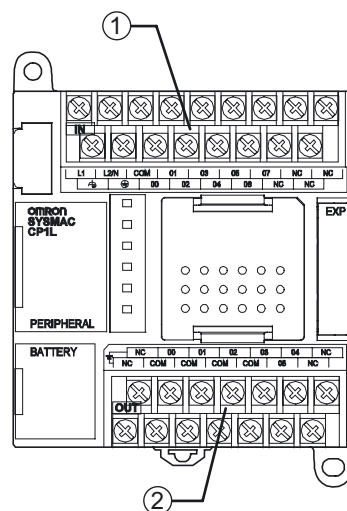 1
IN
L1 L2/N COM 01 03 05 07 NC NC
00 02 04 06 NC NC
OMRON
SYSMAC
CP1L
EXP
PERIPHERAL
BATTERY
NC 00 01 02 03 04 NC
NC COM COM COM COM 05 NC
OUT
2